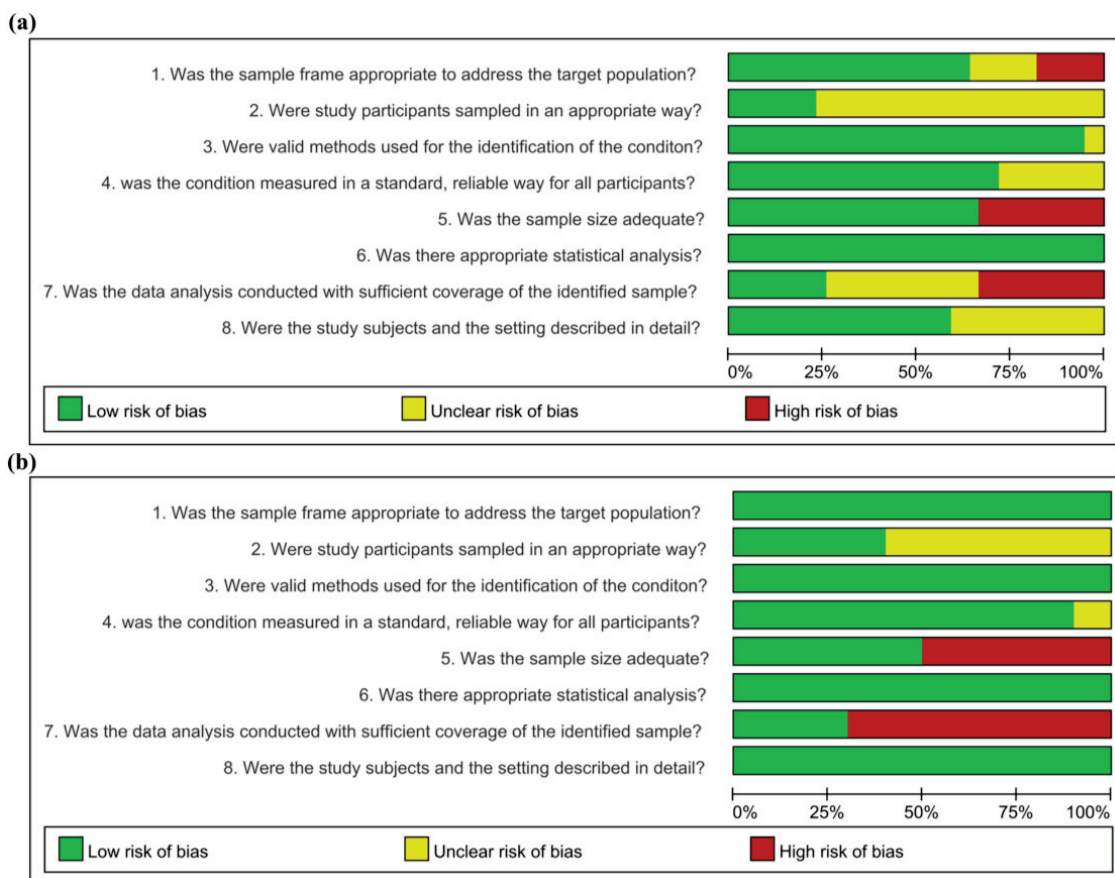 (a)
1. Was the sample frame appropriate to address the target population?
2. Were study participants sampled in an appropriate way?
3. Were valid methods used for the identification of the conditon?
4. was the condition measured in a standard, reliable way for all participants?
5. Was the sample size adequate?
6. Was there appropriate statistical analysis?
7. Was the data analysis conducted with sufficient coverage of the identified sample?
8. Were the study subjects and the setting described in detail?
0% 25% 50% 75% 100%
Low risk of bias Unclear risk of bias High risk of bias
(b)
1. Was the sample frame appropriate to address the target population?
2. Were study participants sampled in an appropriate way?
3. Were valid methods used for the identification of the conditon?
4. was the condition measured in a standard, reliable way for all participants?
5. Was the sample size adequate?
6. Was there appropriate statistical analysis?
7. Was the data analysis conducted with sufficient coverage of the identified sample?
8. Were the study subjects and the setting described in detail?
0% 25% 50% 75% 100%
Low risk of bias Unclear risk of bias High risk of bias